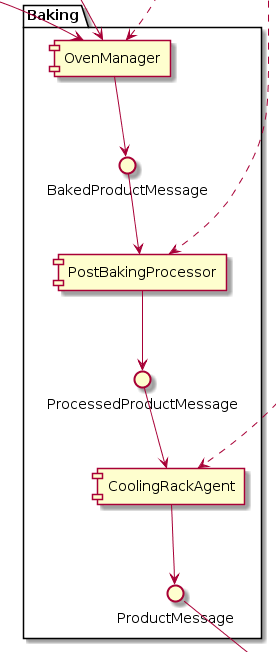 Baking
OvenManager
BakedProductMessage
PostBakingProcessor
ProcessedProductMessage
CoolingRackAgent
ProductMessage